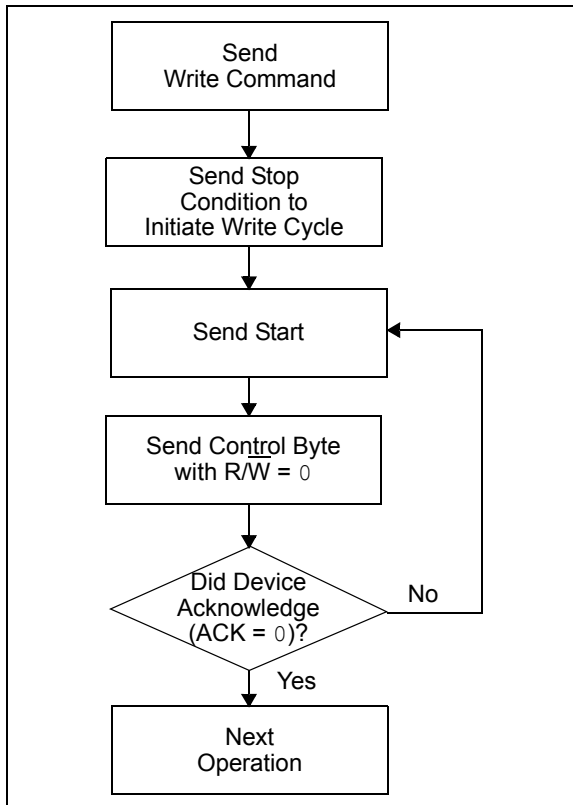 Send
Write Command
Send Stop
Condition to
Initiate Write Cycle
Send Start
Send Control Byte
with R/W̅ = 0
Did Device
Acknowledge
(ACK = 0)?
No
Yes
Next
Operation